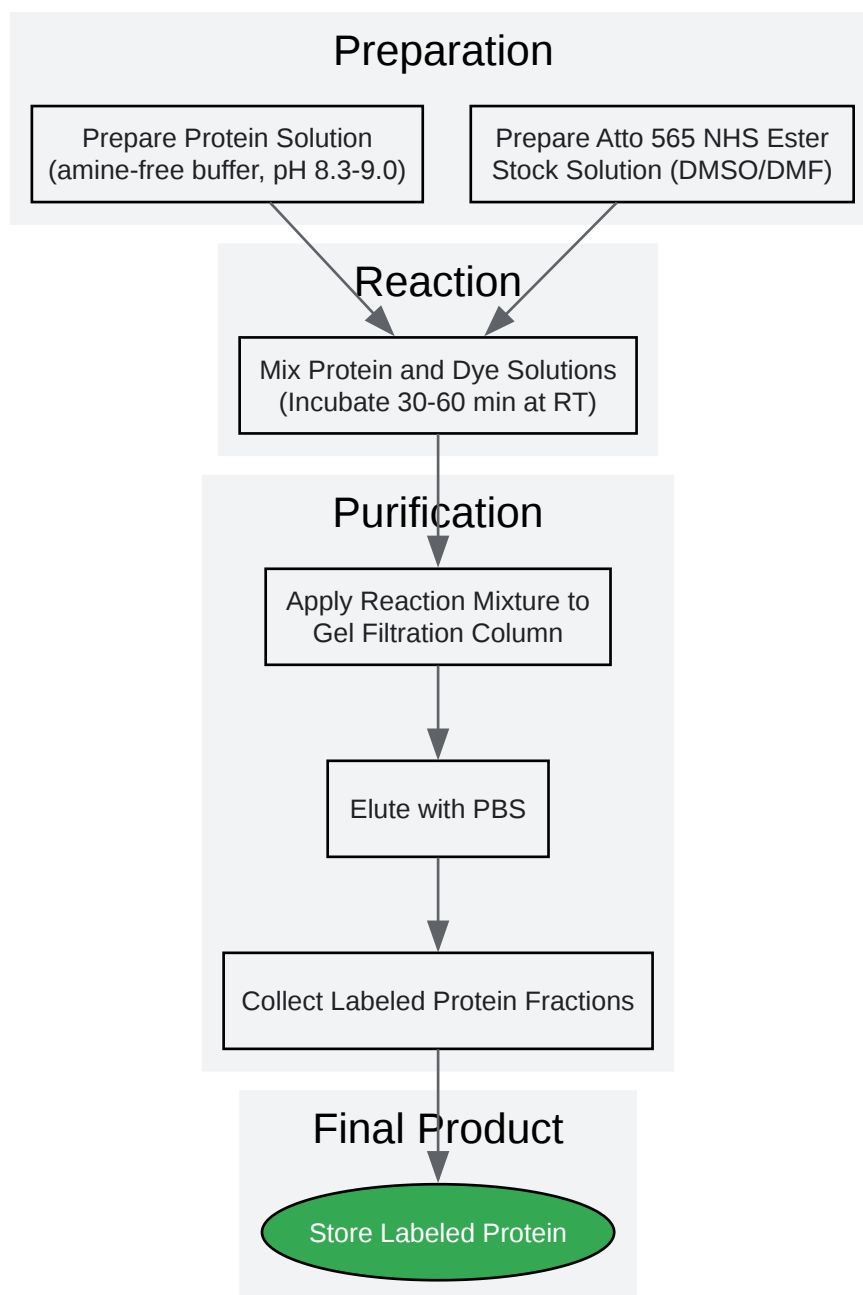 Preparation
Prepare Protein Solution
(amine-free buffer, pH 8.3-9.0)
Prepare Atto 565 NHS Ester
Stock Solution (DMSO/DMF)
Reaction
Mix Protein and Dye Solutions
(Incubate 30-60 min at RT)
Purification
Apply Reaction Mixture to
Gel Filtration Column
Elute with PBS
Collect Labeled Protein Fractions
Final Product
Store Labeled Protein